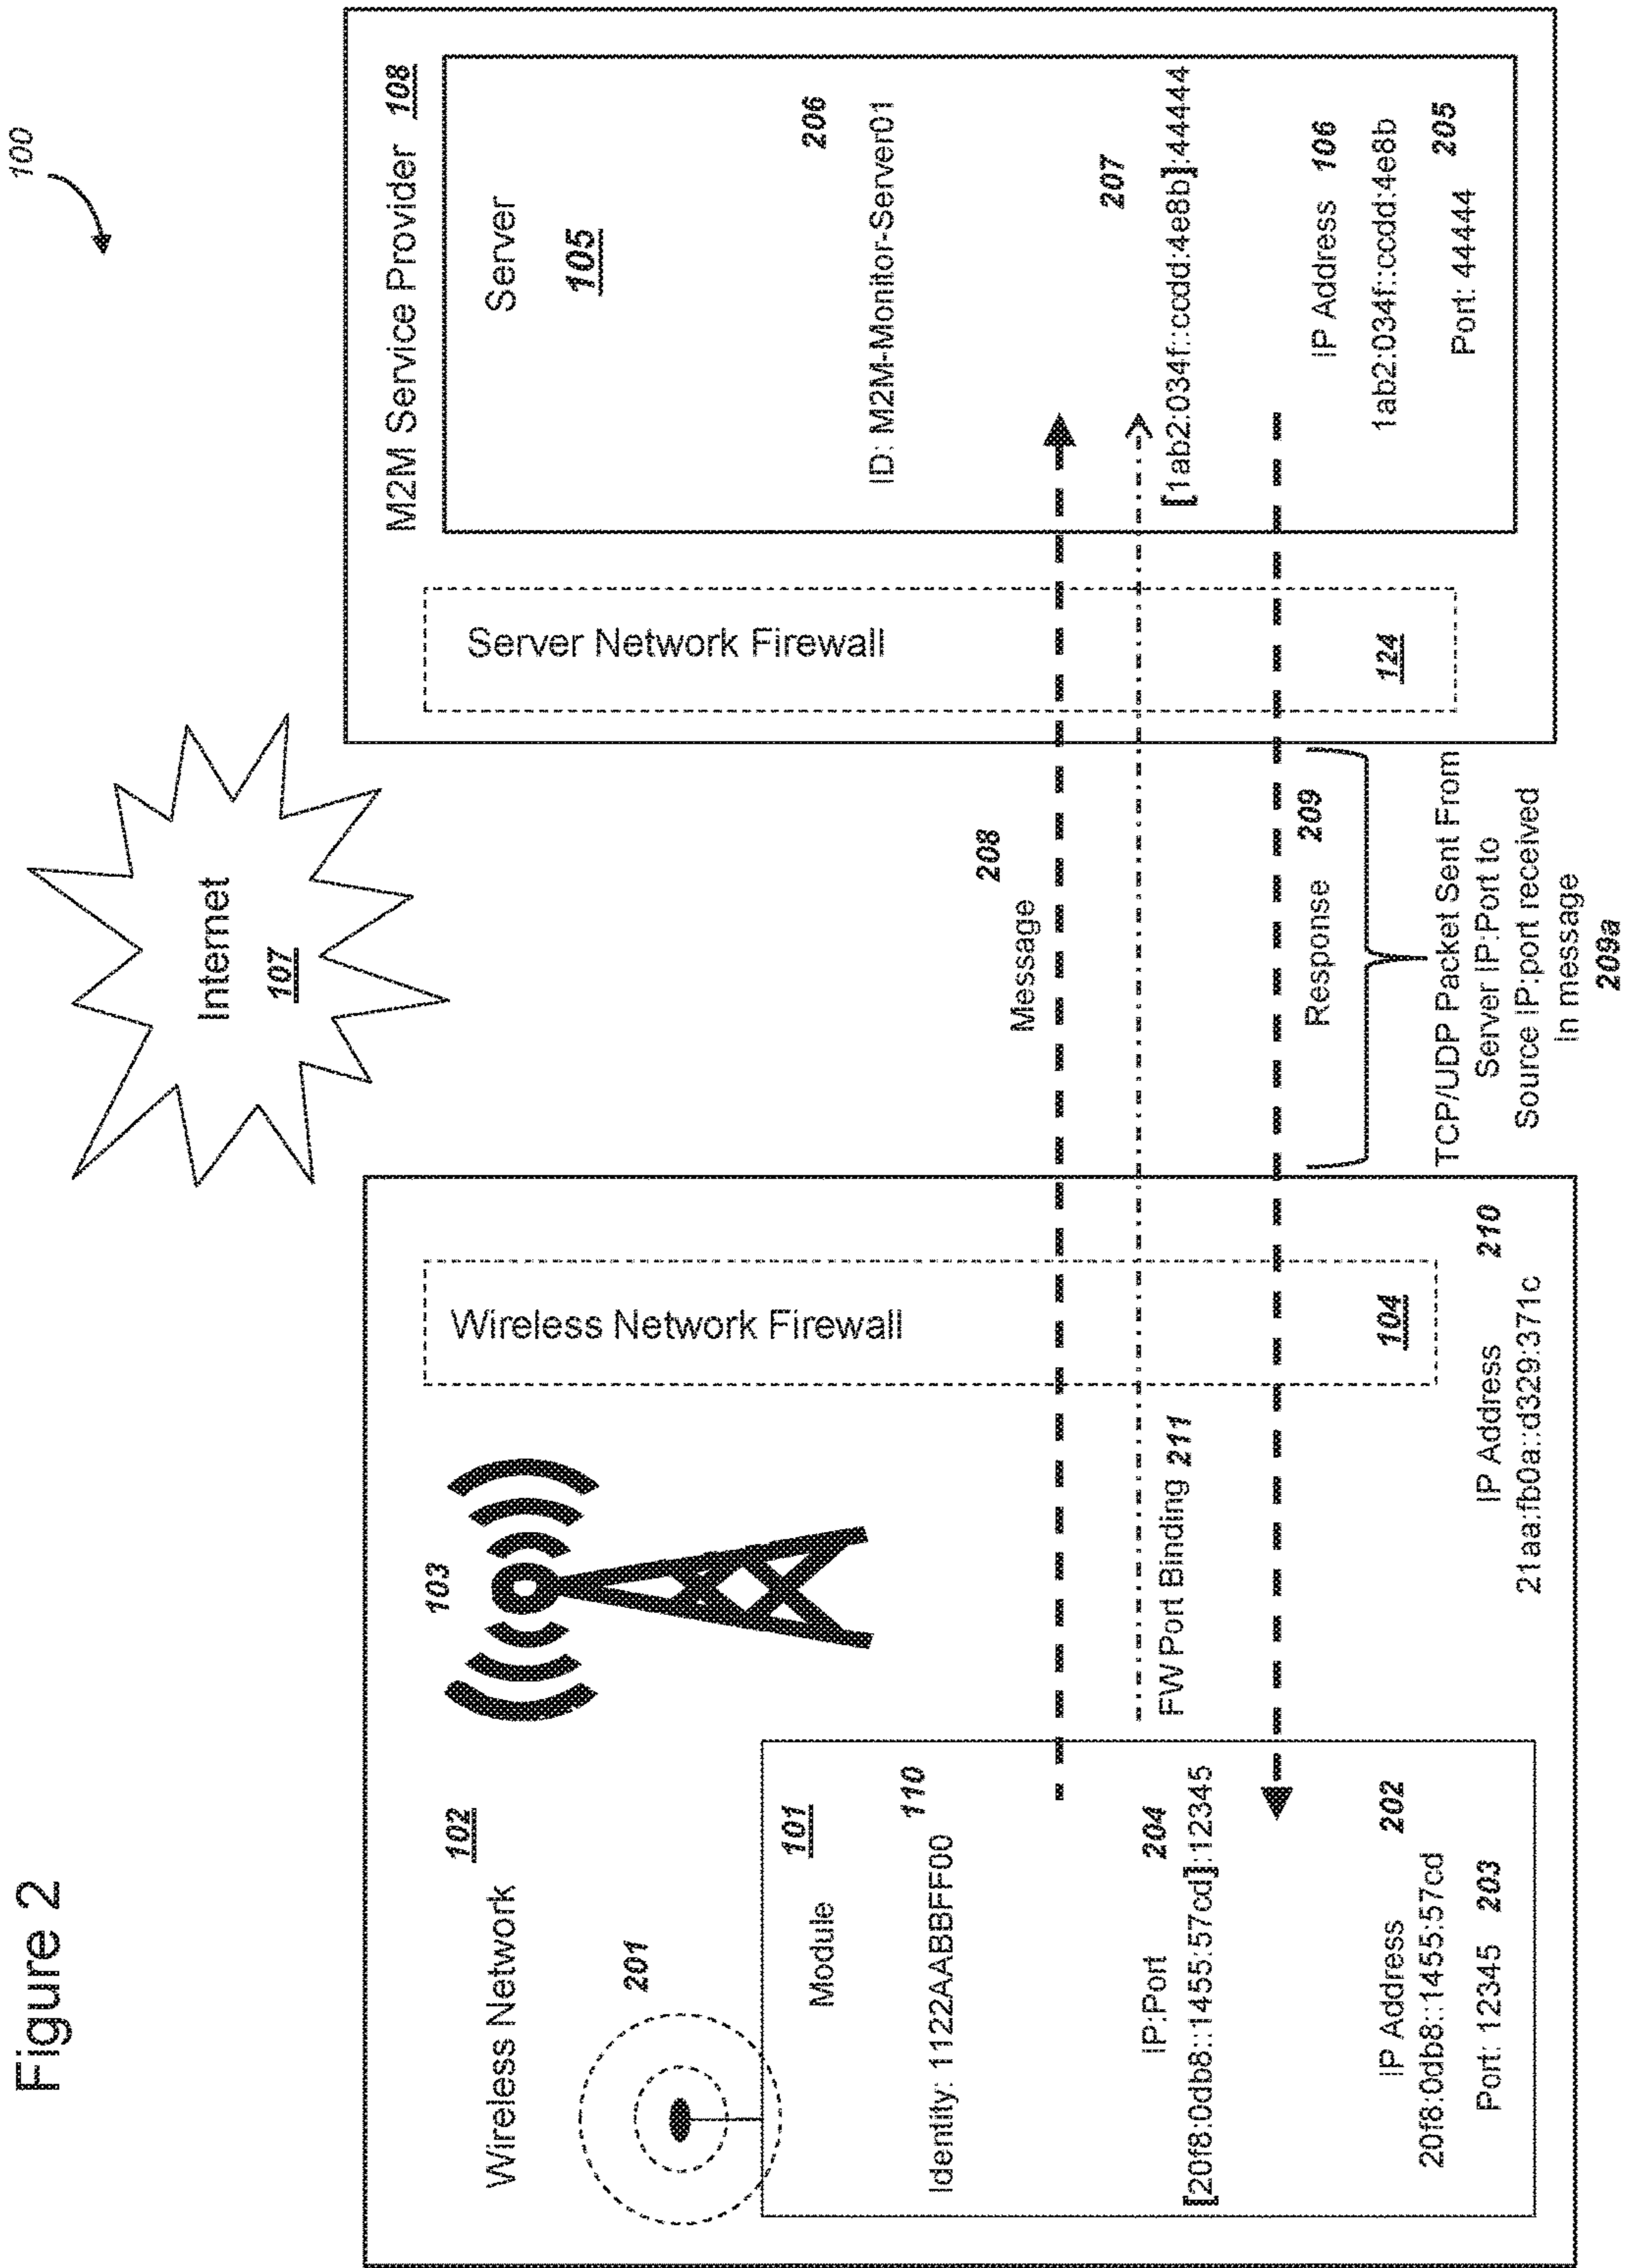 Figure 2
100
Internet
107
Wireless Network 102
103
201
Module 101
Identity: 1122AABBFF00 110
IP:Port 204
[20f8:0db8::1455:57cd]:12345
IP Address 202
20f8:0db8::1455:57cd
Port: 12345 203
Wireless Network Firewall
104
FW Port Binding 211
IP Address 210
21aa:fb0a::d329:371c
Message 208
Response 209
TCP/UDP Packet Sent From
Server IP:Port to
Source IP:port received
In message
209a
M2M Service Provider 108
Server Network Firewall
124
Server
105
206
ID: M2M-Monitor-Server01
207
[1ab2:034f::ccdd:4e8b]:44444
IP Address 106
1ab2:034f::ccdd:4e8b
Port: 44444 205